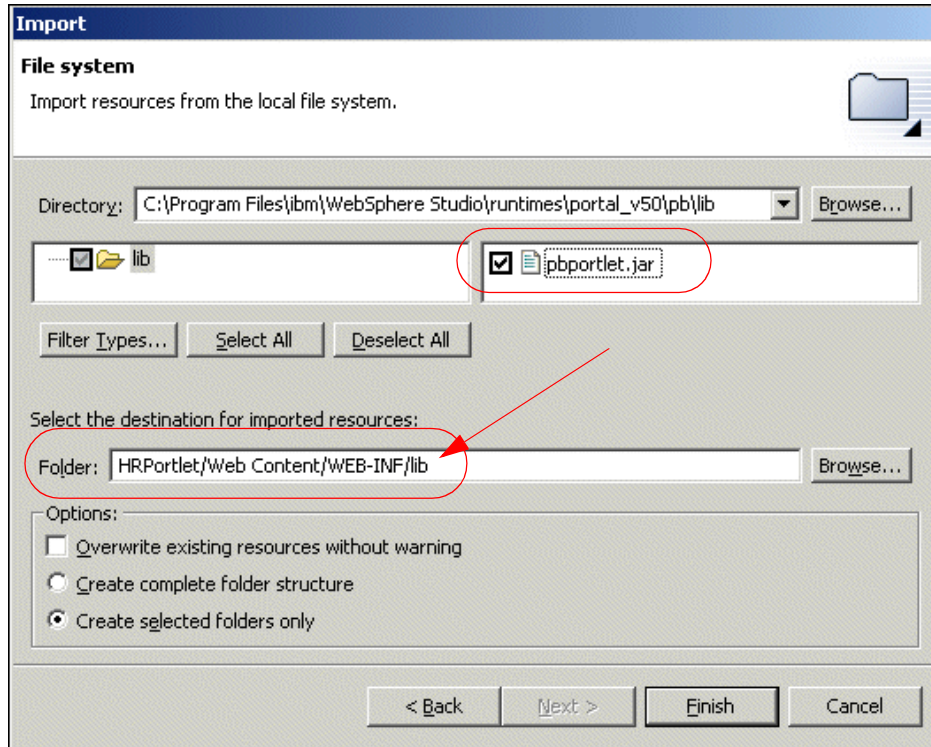 Import
File system
Import resources from the local file system.
Directory: C:\Program Files\ibm\WebSphere Studio\runtimes\portal_v50\pb\lib Browse...
lib pbportlet.jar
Filter Types... Select All Deselect All
Select the destination for imported resources:
Folder: HRPortlet/Web Content/WEB-INF/lib Browse...
Options:
Overwrite existing resources without warning
Create complete folder structure
Create selected folders only
< Back Next > Finish Cancel